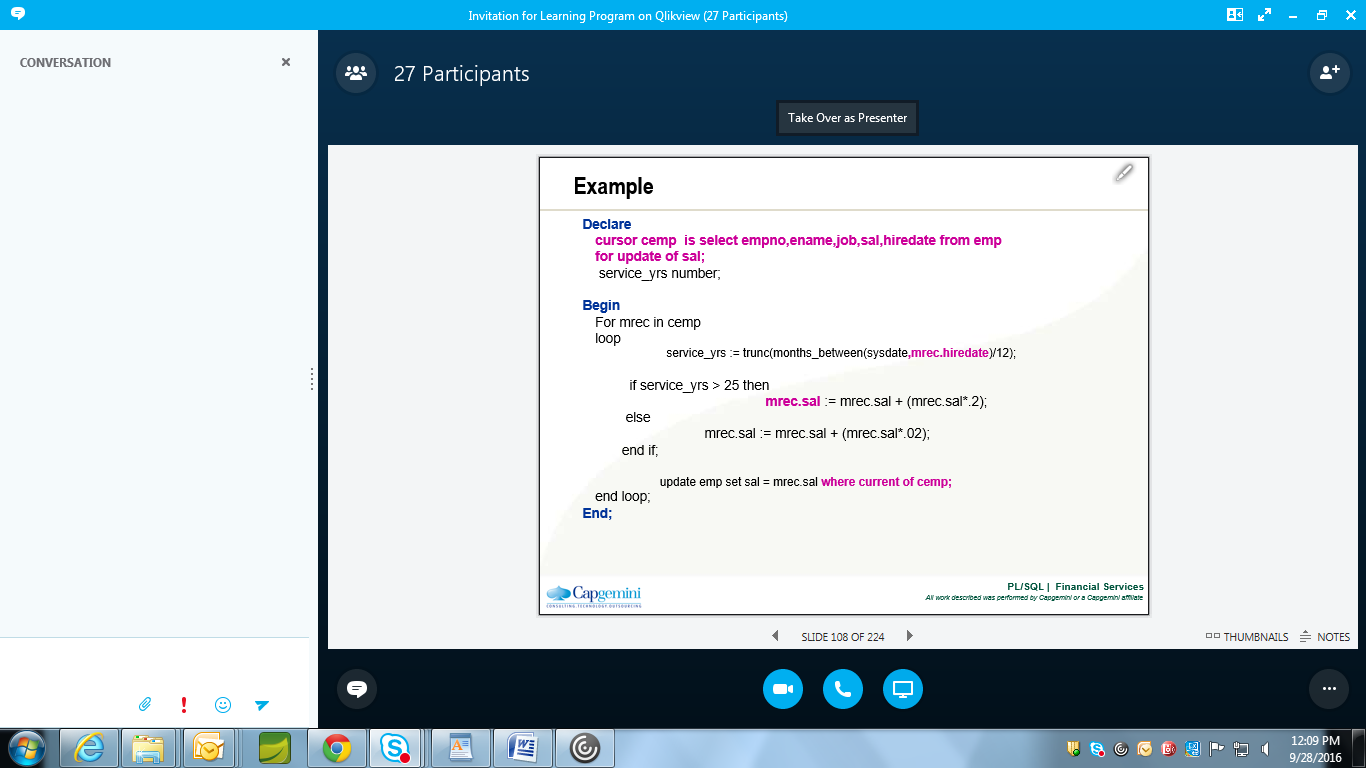 Invitation for Learning Program on Qlikview (27 Participants)
CONVERSATION
27 Participants
Take Over as Presenter
Example
Declare
cursor cemp is select empno,ename,job,sal,hiredate from emp
for update of sal;
service_yrs number;
Begin
For mrec in cemp
loop
service_yrs := trunc(months_between(sysdate,mrec.hiredate)/12);
if service_yrs > 25 then
mrec.sal := mrec.sal + (mrec.sal*.2);
else
mrec.sal := mrec.sal + (mrec.sal*.02);
end if;
update emp set sal = mrec.sal where current of cemp;
end loop;
End;
Capgemini
CONSULTING.TECHNOLOGY.OUTSOURCING
PL/SQL | Financial Services
All work described was performed by Capgemini or a Capgemini affiliate
SLIDE 108 OF 224
THUMBNAILS
NOTES
12:09 PM
9/28/2016